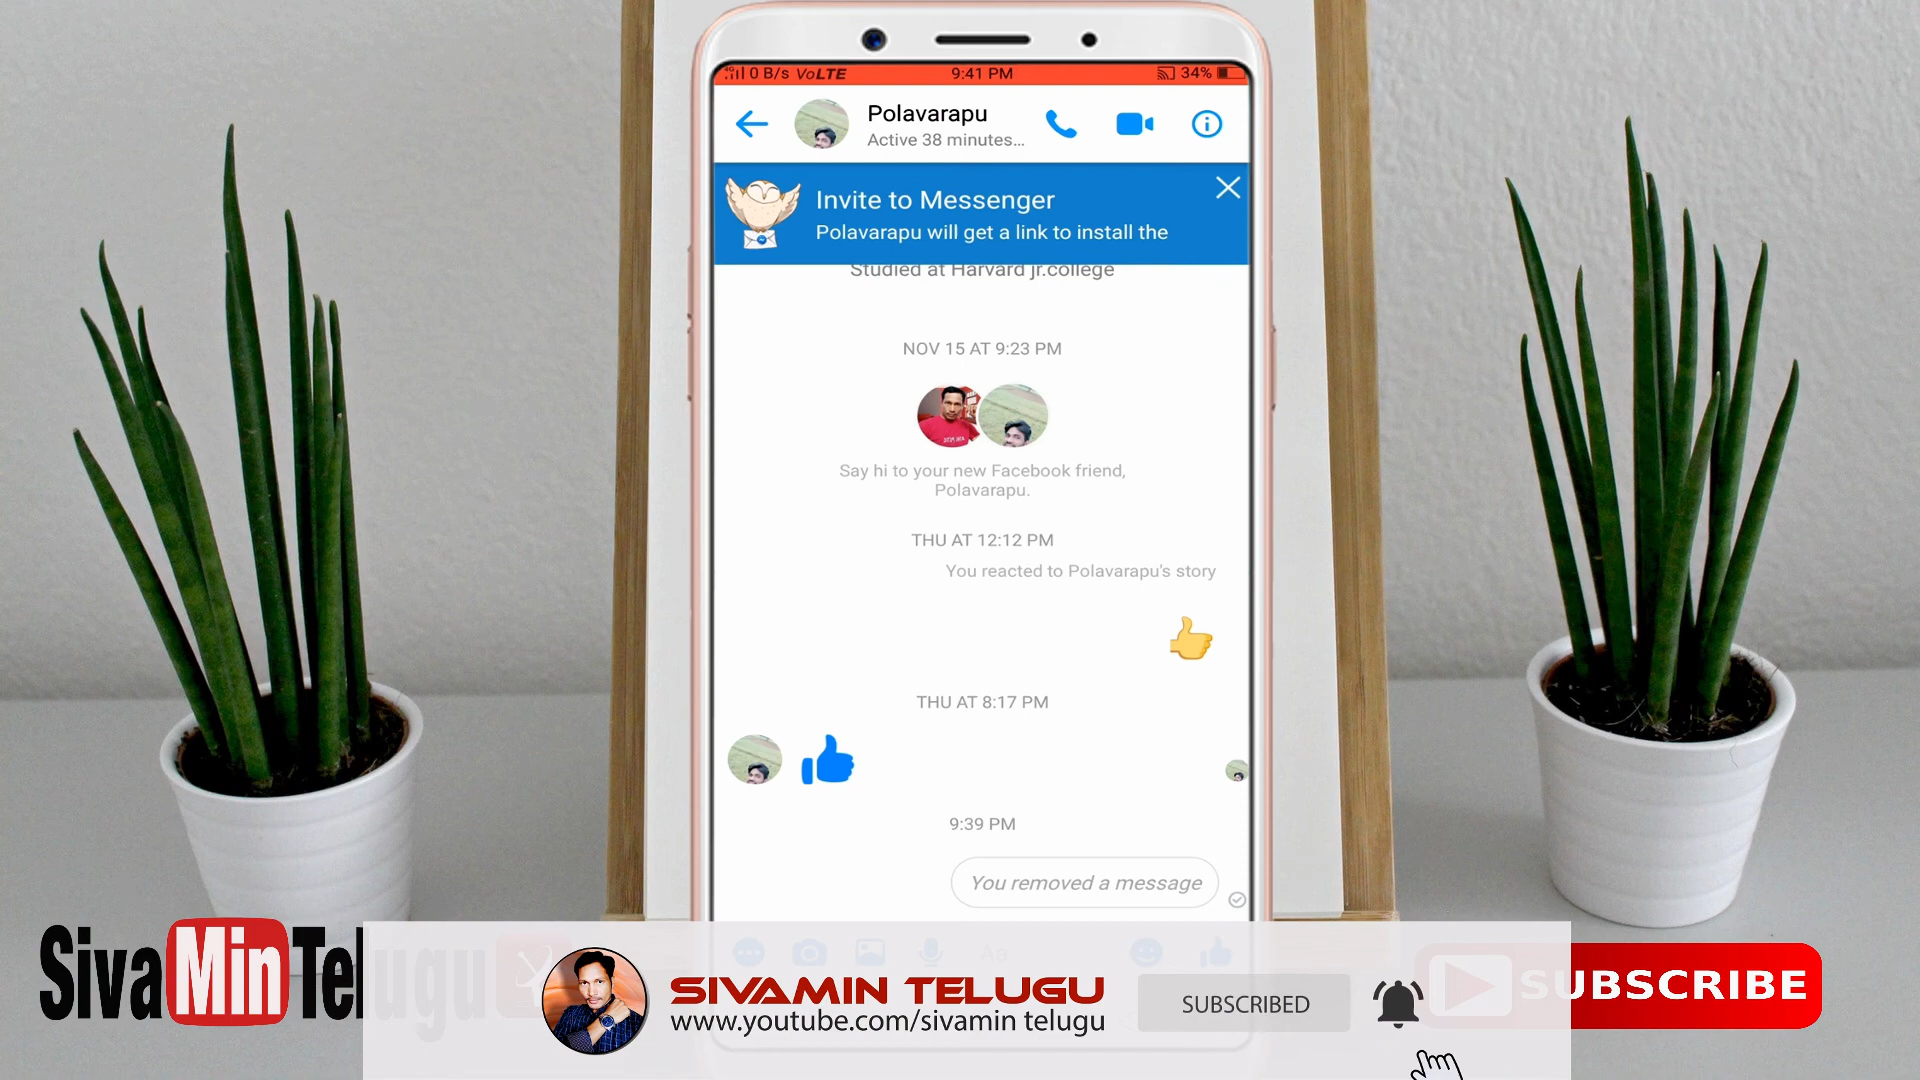 0 B/s VoLTE 9:41 PM 34%
Polavarapu
Active 38 minutes...
Invite to Messenger
Polavarapu will get a link to install the
Studied at Harvard jr.college
NOV 15 AT 9:23 PM
Say hi to your new Facebook friend,
Polavarapu.
THU AT 12:12 PM
You reacted to Polavarapu's story
THU AT 8:17 PM
9:39 PM
You removed a message
Aa
SivaMinTelugu
SIVAMIN TELUGU
www.youtube.com/sivamin telugu
SUBSCRIBED
SUBSCRIBE